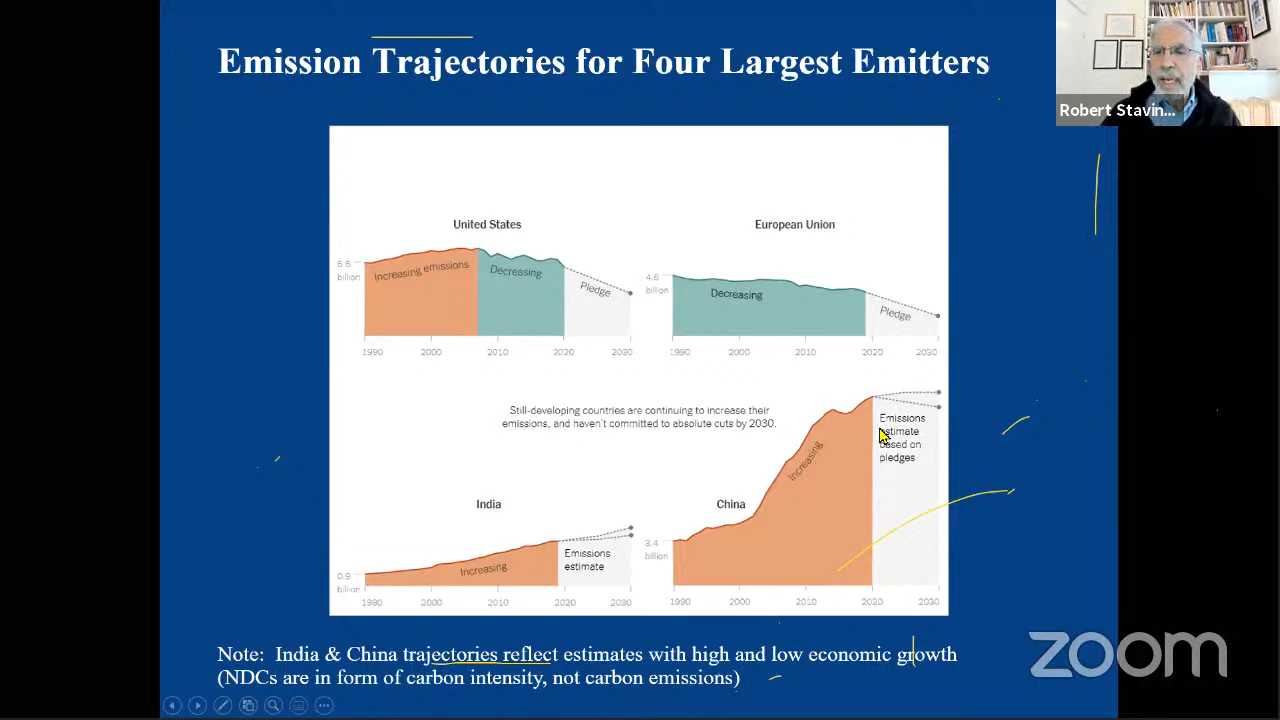 Emission Trajectories for Four Largest Emitters
Robert Stavin...
United States
European Union
5.5
billion
Increasing emissions
Decreasing
Pledge
4.6
billion
Decreasing
Pledge
1990 2000 2010 2020 2030
1990 2000 2010 2020 2030
Still-developing countries are continuing to increase their
emissions, and haven't committed to absolute cuts by 2030.
Emissions
estimate
based on
pledges
Increasing
India
China
3.4
billion
Emissions
estimate
0.9
billion
Increasing
1990 2000 2010 2020 2030
1990 2000 2010 2020 2030
Note: India & China trajectories reflect estimates with high and low economic growth
(NDCs are in form of carbon intensity, not carbon emissions)
zoom